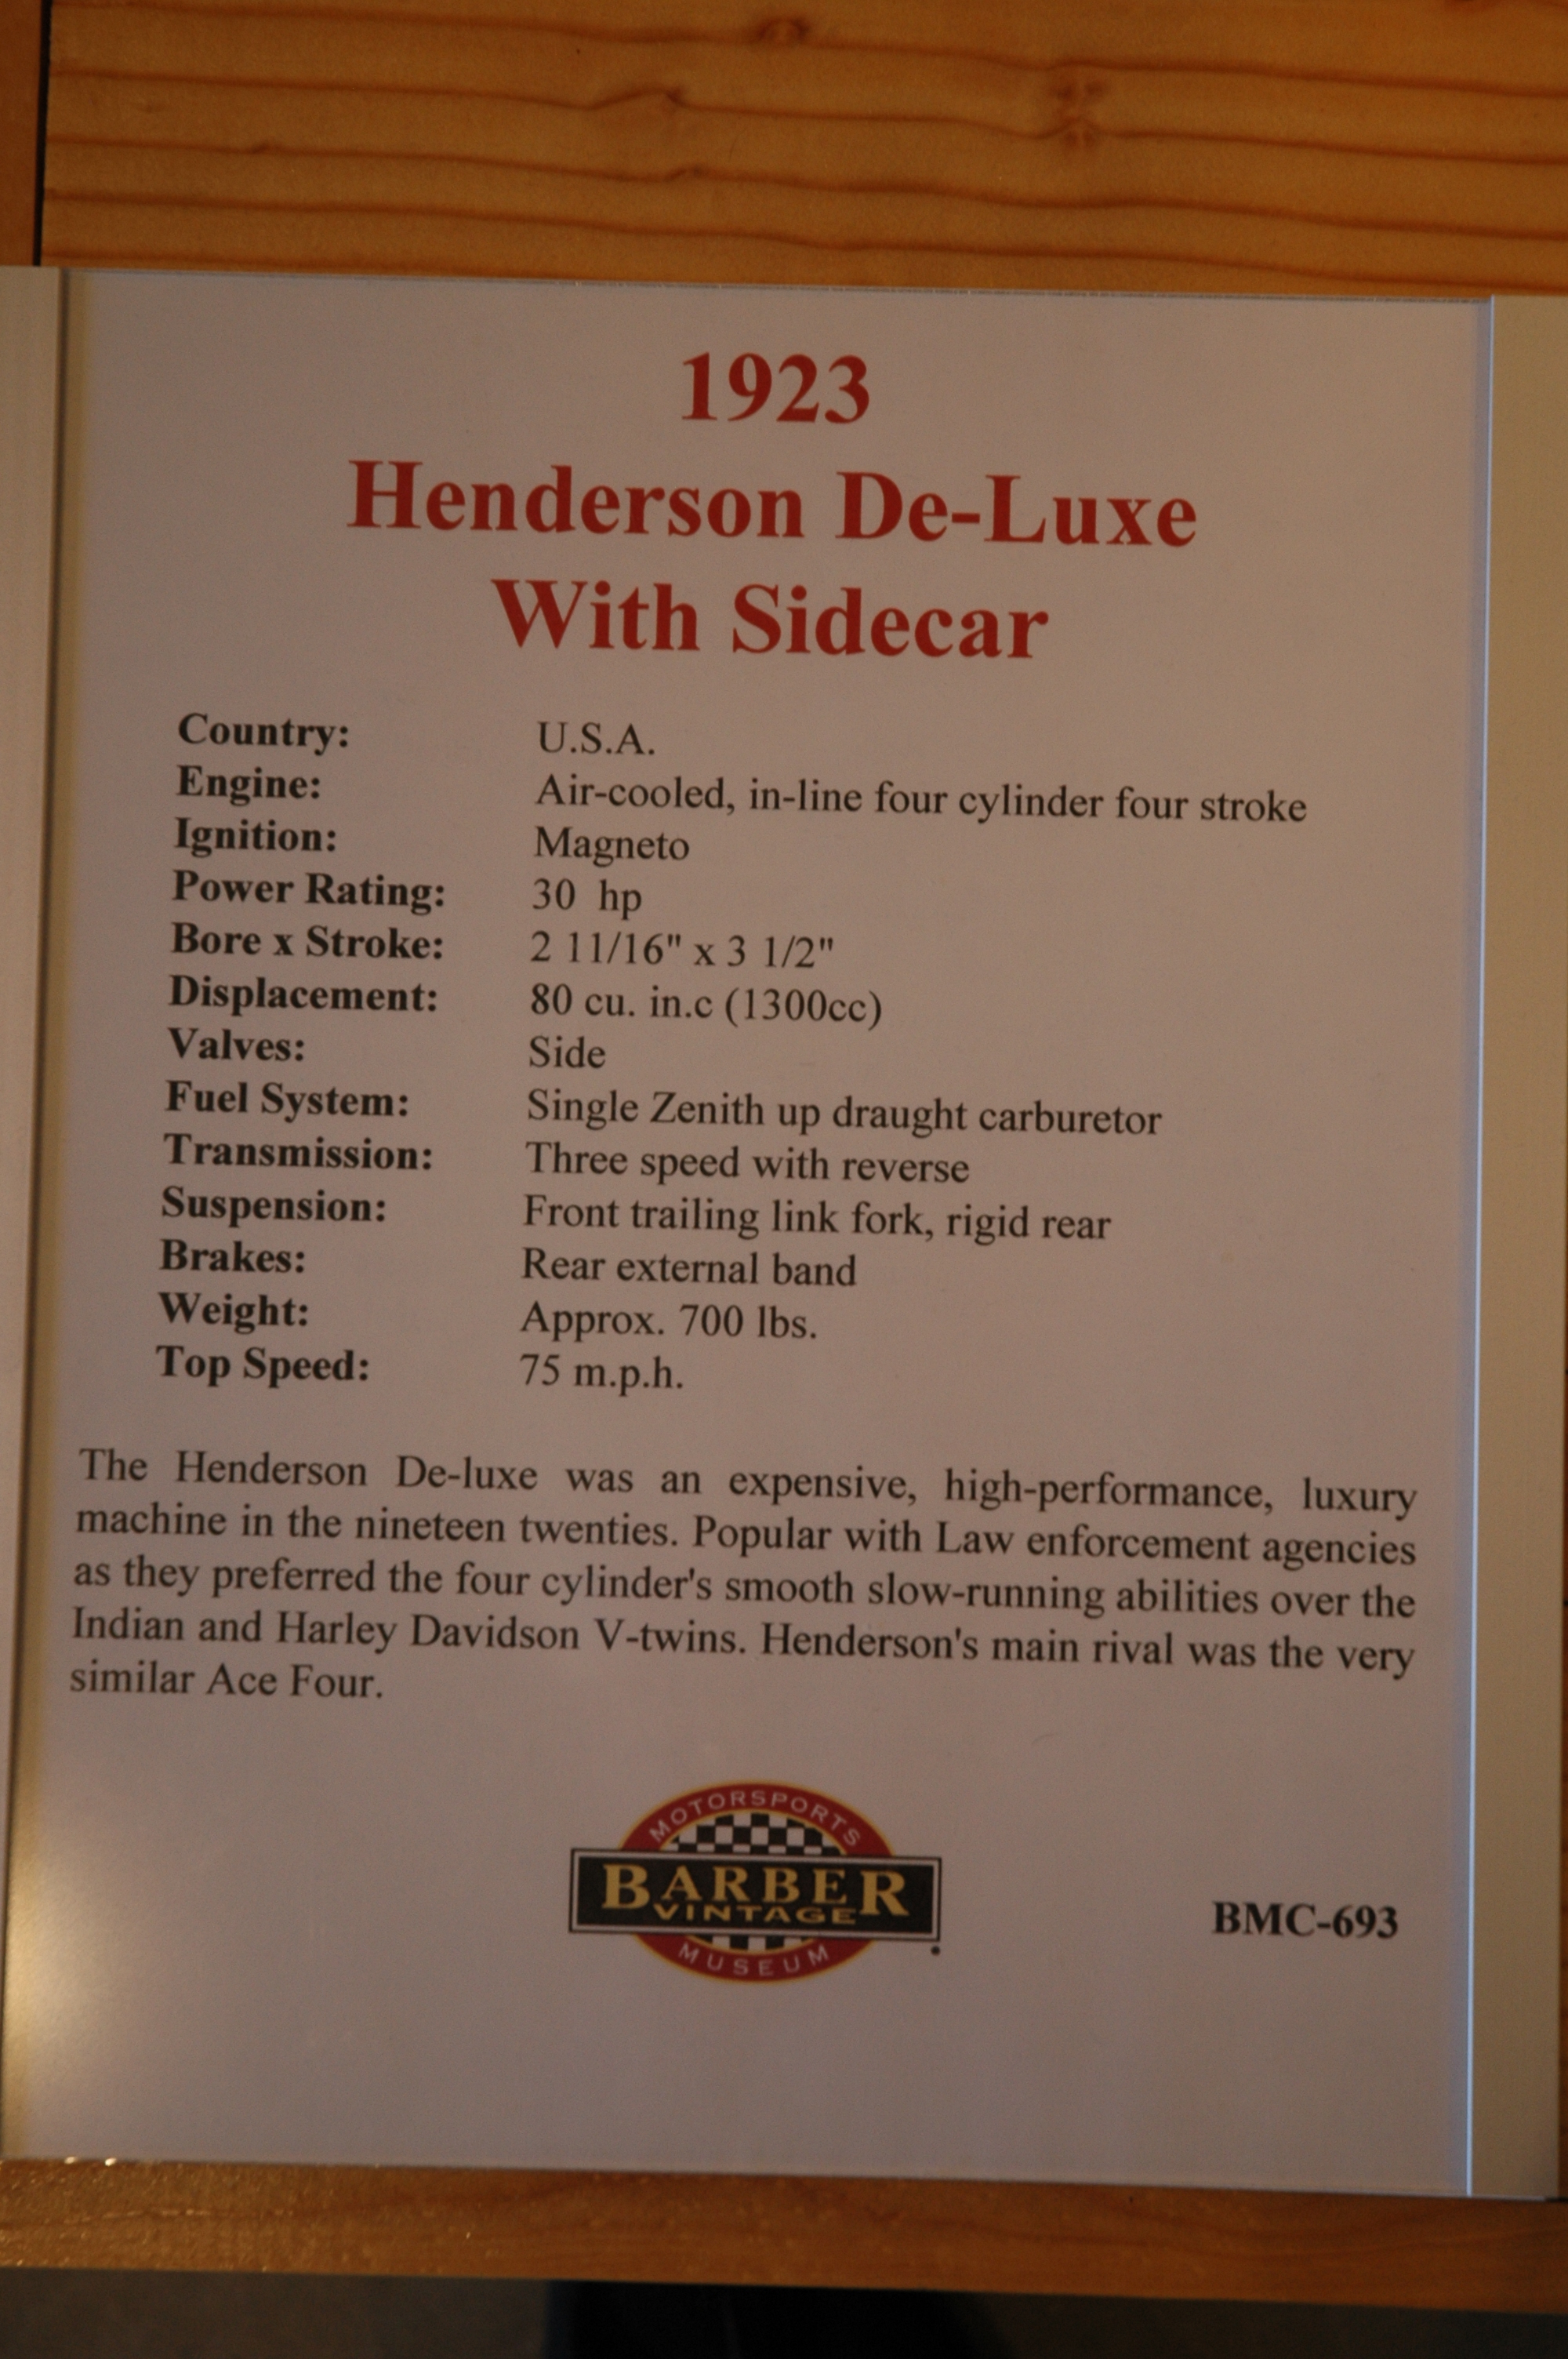 1923
Henderson De-Luxe
With Sidecar
Country: U.S.A.
Engine: Air-cooled, in-line four cylinder four stroke
Ignition: Magneto
Power Rating: 30 hp
Bore x Stroke: 2 11/16" x 3 1/2"
Displacement: 80 cu. in.c (1300cc)
Valves: Side
Fuel System: Single Zenith up draught carburetor
Transmission: Three speed with reverse
Suspension: Front trailing link fork, rigid rear
Brakes: Rear external band
Weight: Approx. 700 lbs.
Top Speed: 75 m.p.h.
The Henderson De-luxe was an expensive, high-performance, luxury
machine in the nineteen twenties. Popular with Law enforcement agencies
as they preferred the four cylinder's smooth slow-running abilities over the
Indian and Harley Davidson V-twins. Henderson's main rival was the very
similar Ace Four.
MOTORSPORTS
BARBER
VINTAGE
MUSEUM
BMC-693